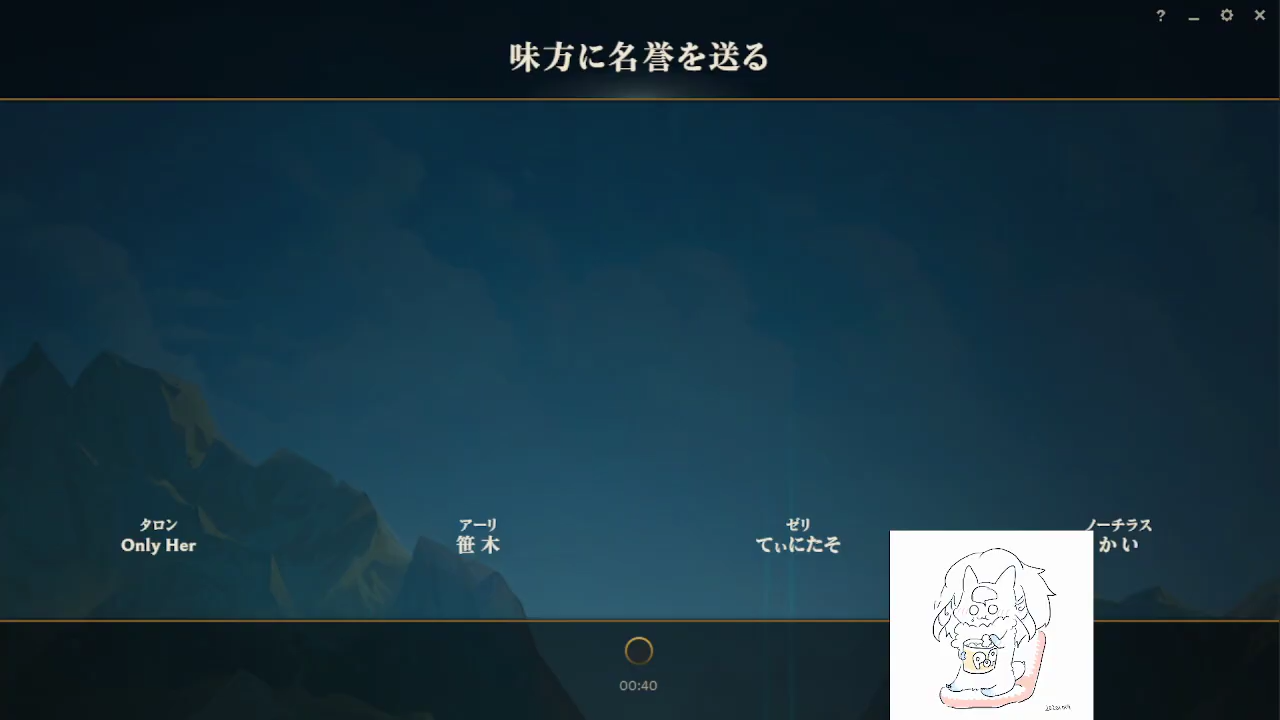 ?
味方に名誉を送る
タロン
Only Her
アーリ
笹 木
ゼリ
てぃにたそ
ノーチラス
か い
00:40